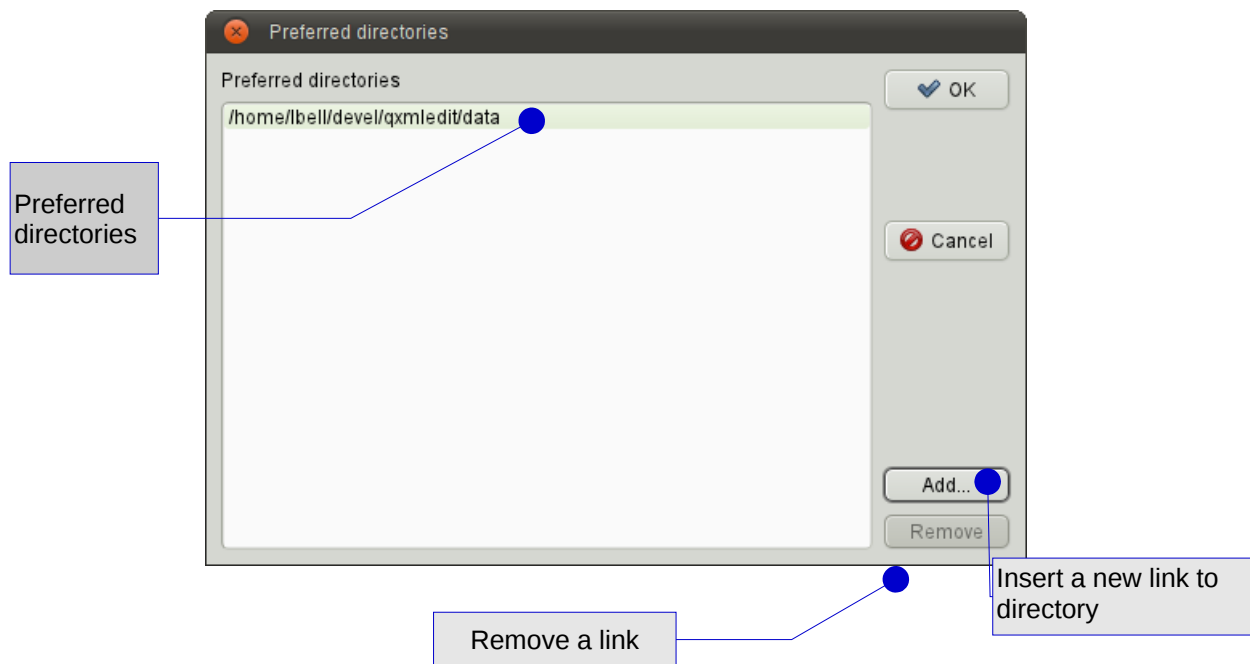 Preferred directories
Preferred directories
OK
/home/lbell/devel/qxmledit/data
Preferred
directories
Cancel
Add...
Remove
Insert a new link to
directory
Remove a link